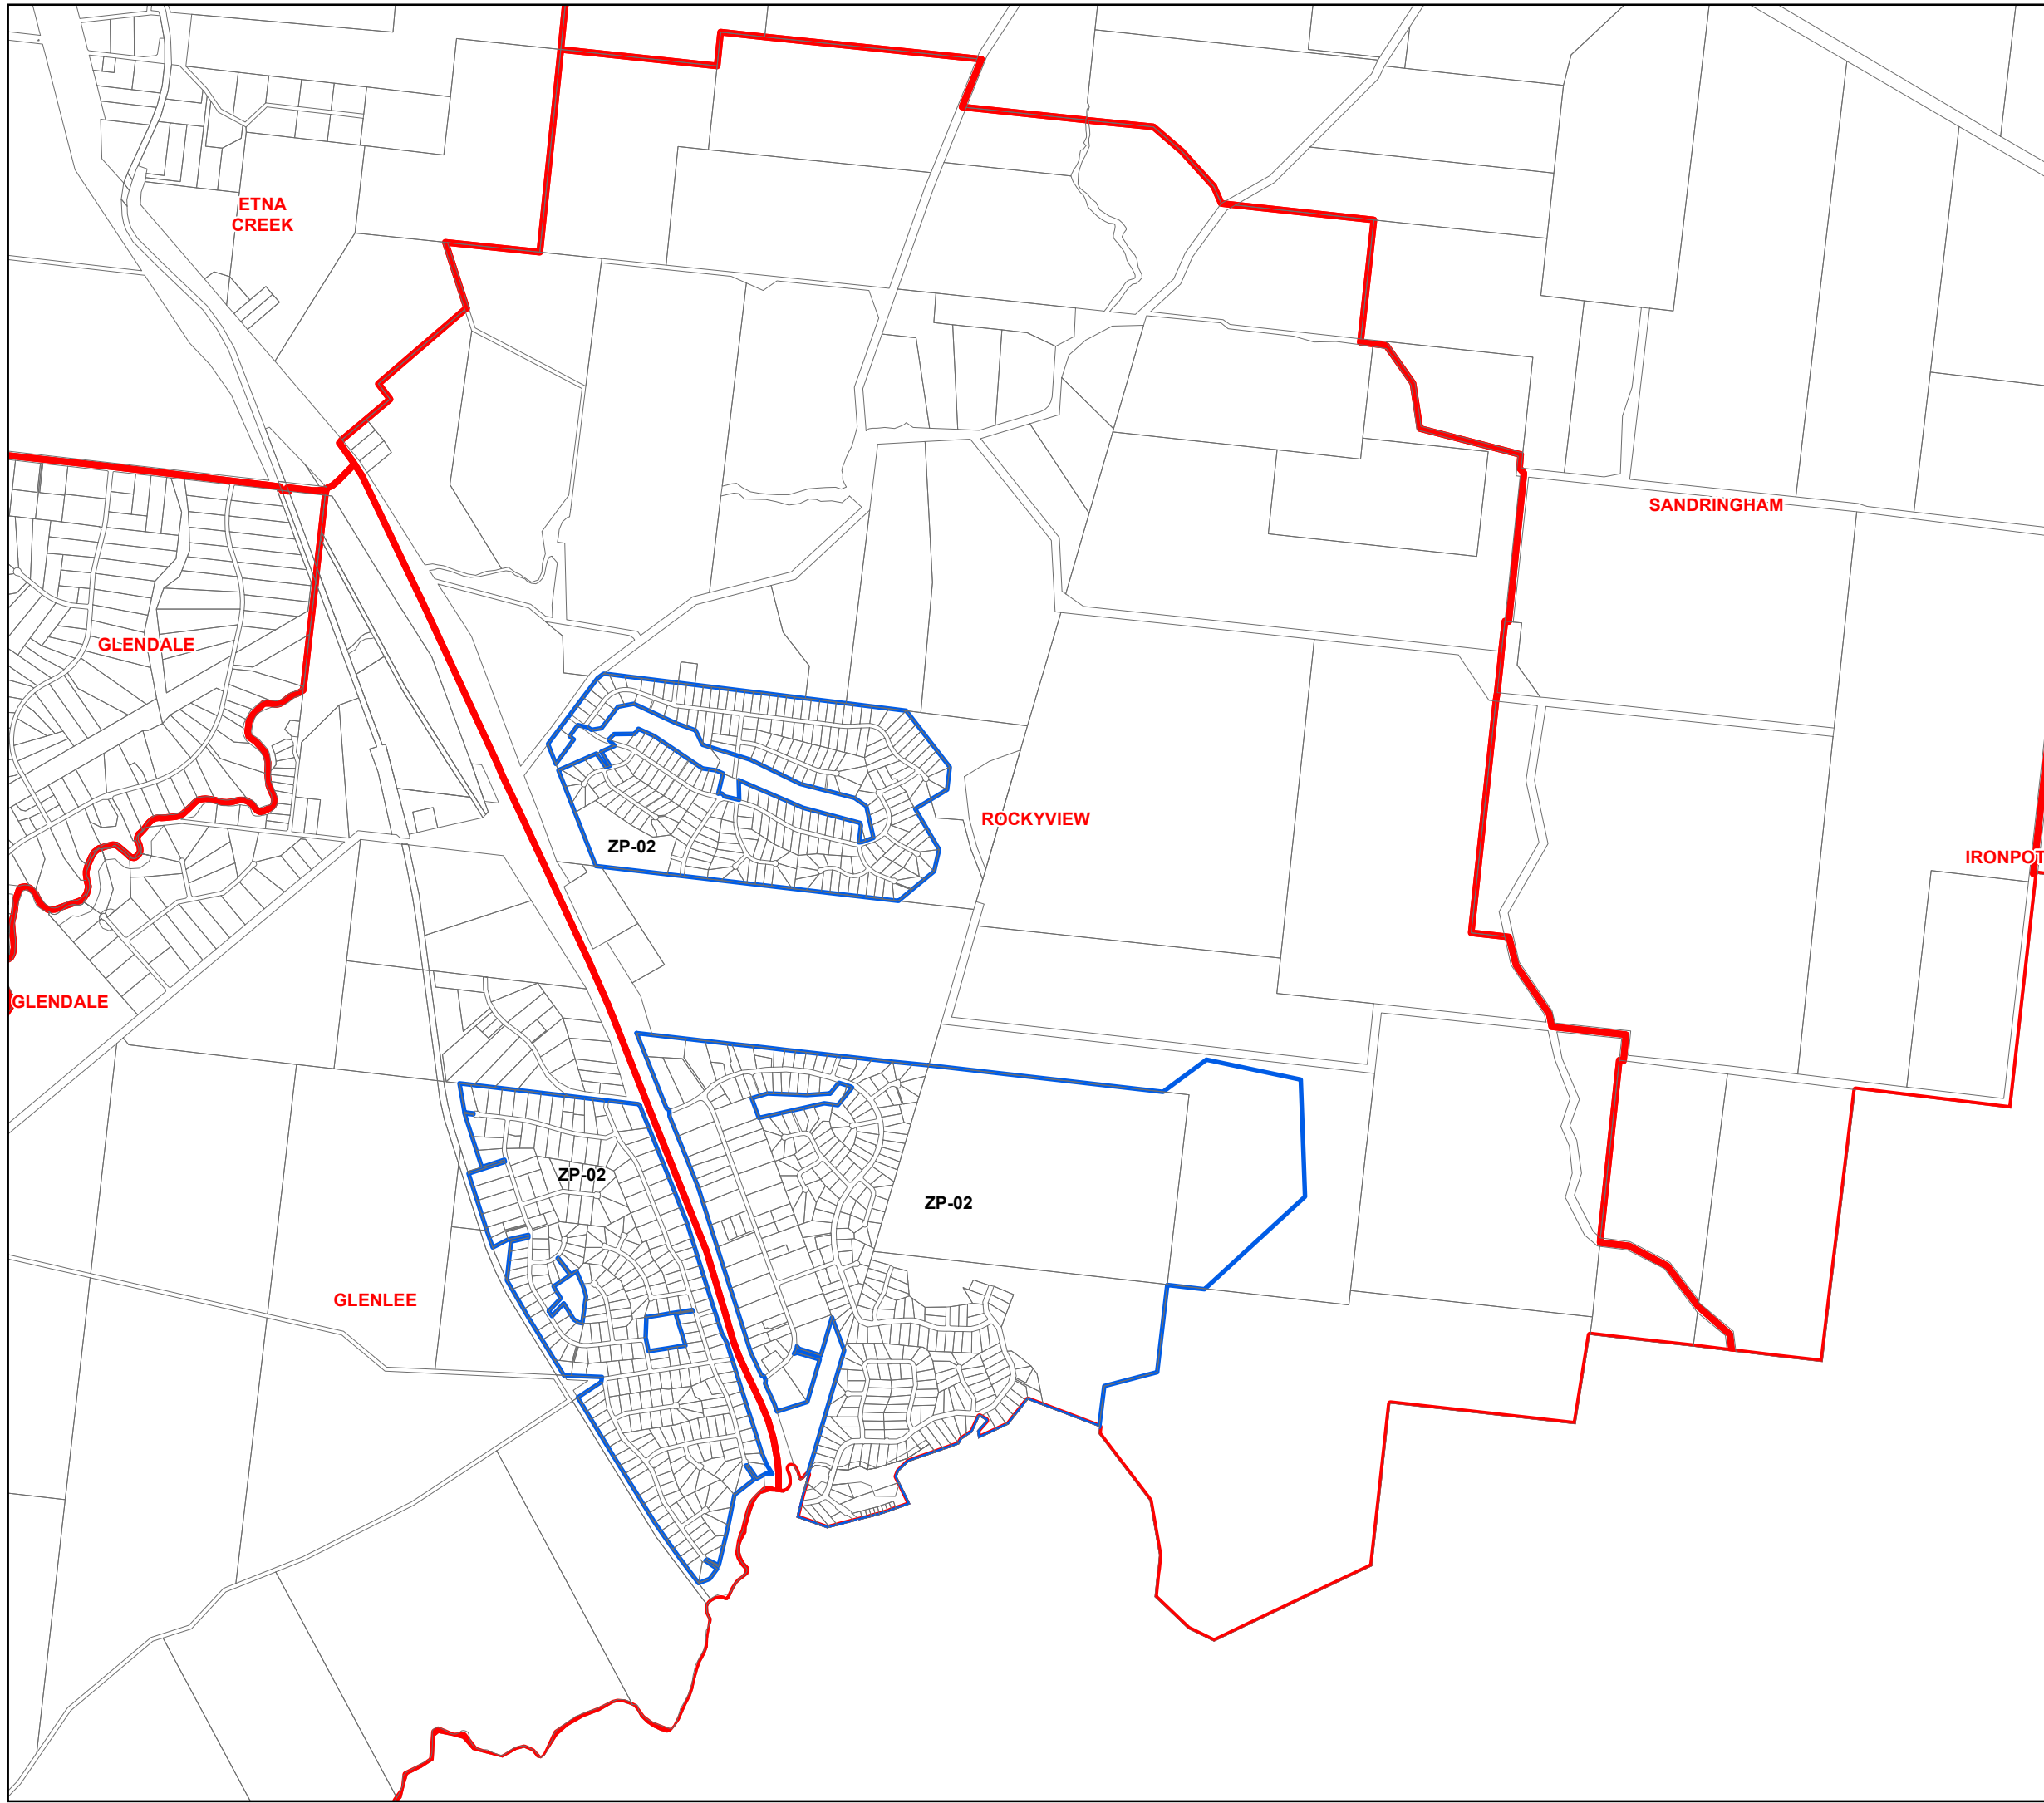 ETNA
CREEK
SANDRINGHAM
GLENDALE
ROCKYVIEW
ZP-02
IRONPOT
GLENDALE
ZP-02
ZP-02
GLENLEE